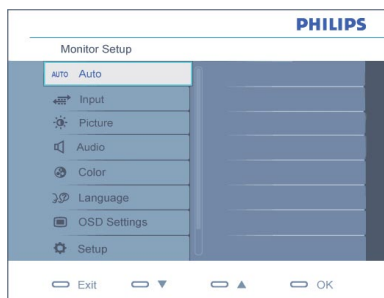 PHILIPS
Monitor Setup
AUTO Auto
Input
Picture
Audio
Color
Language
OSD Settings
Setup
Exit ▼ ▲ OK